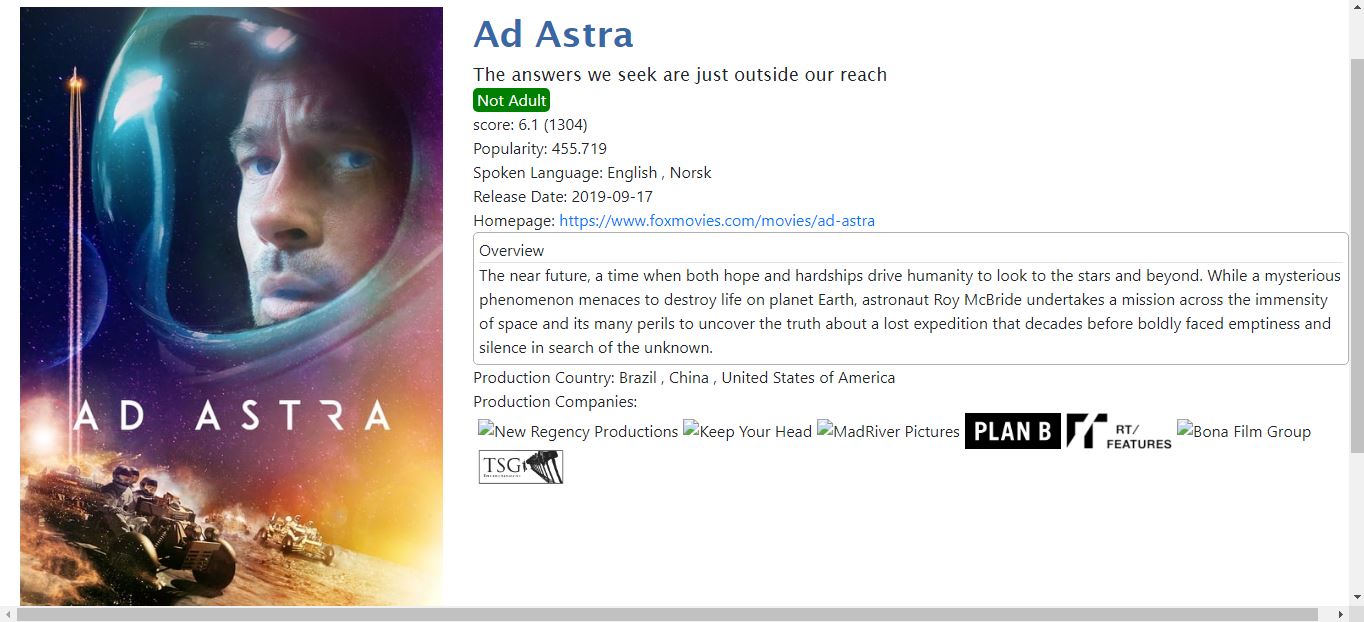 Ad Astra
The answers we seek are just outside our reach
Not Adult
score: 6.1 (1304)
Popularity: 455.719
Spoken Language: English , Norsk
Release Date: 2019-09-17
Homepage: https://www.foxmovies.com/movies/ad-astra
Overview
The near future, a time when both hope and hardships drive humanity to look to the stars and beyond. While a mysterious
phenomenon menaces to destroy life on planet Earth, astronaut Roy McBride undertakes a mission across the immensity
of space and its many perils to uncover the truth about a lost expedition that decades before boldly faced emptiness and
silence in search of the unknown.
Production Country: Brazil , China , United States of America
Production Companies:
New Regency Productions Keep Your Head MadRiver Pictures PLAN B RT/ FEATURES Bona Film Group
TSG ENTERTAINMENT
AD ASTRA